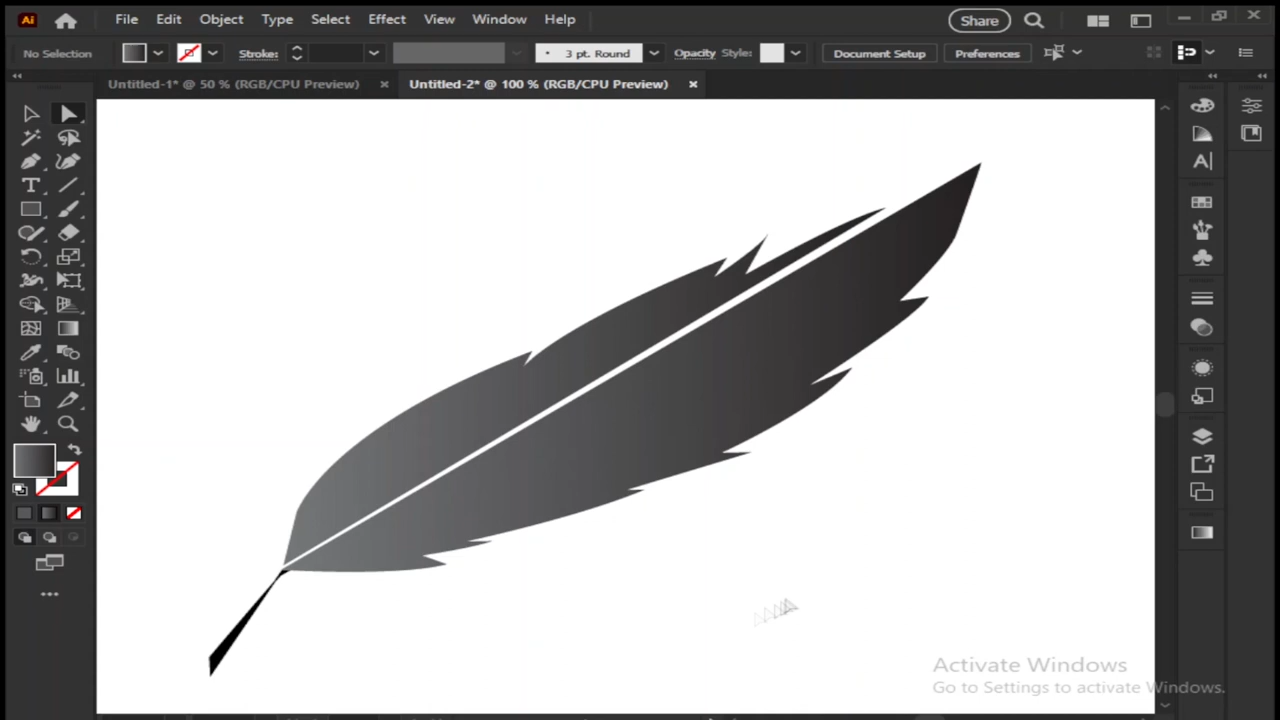 Ai File Edit Object Type Select Effect View Window Help Share
No Selection Stroke: 3 pt. Round Opacity Style: Document Setup Preferences
Untitled-1* @ 50 % (RGB/CPU Preview) × Untitled-2* @ 100 % (RGB/CPU Preview) ×
Activate Windows
Go to Settings to activate Windows.